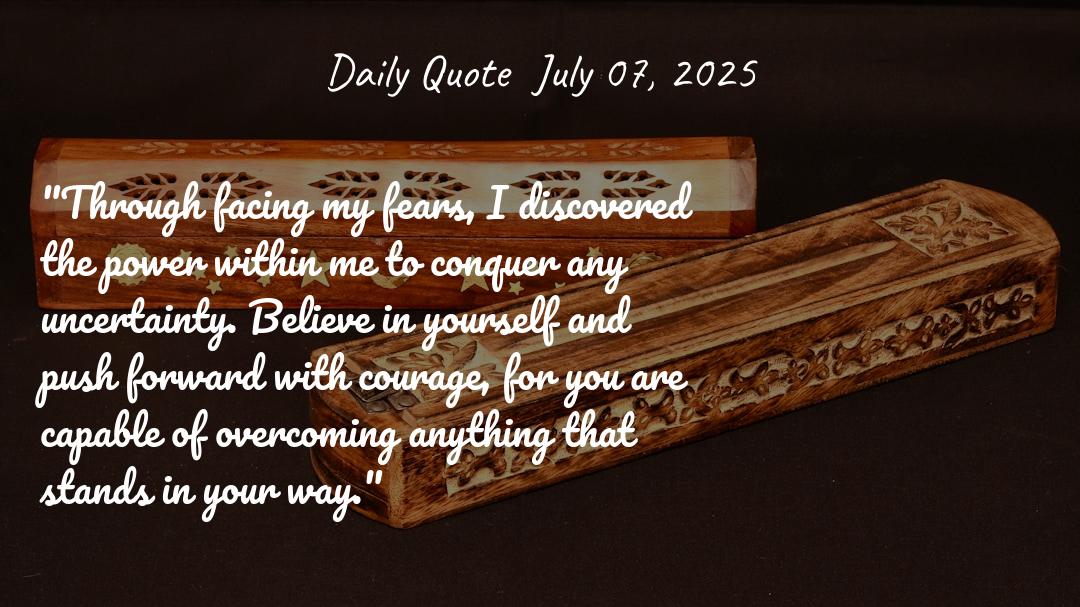 Daily Quote July 07, 2025
"Through facing my fears, I discovered
the power within me to conquer any
uncertainty. Believe in yourself and
push forward with courage, for you are
capable of overcoming anything that
stands in your way."